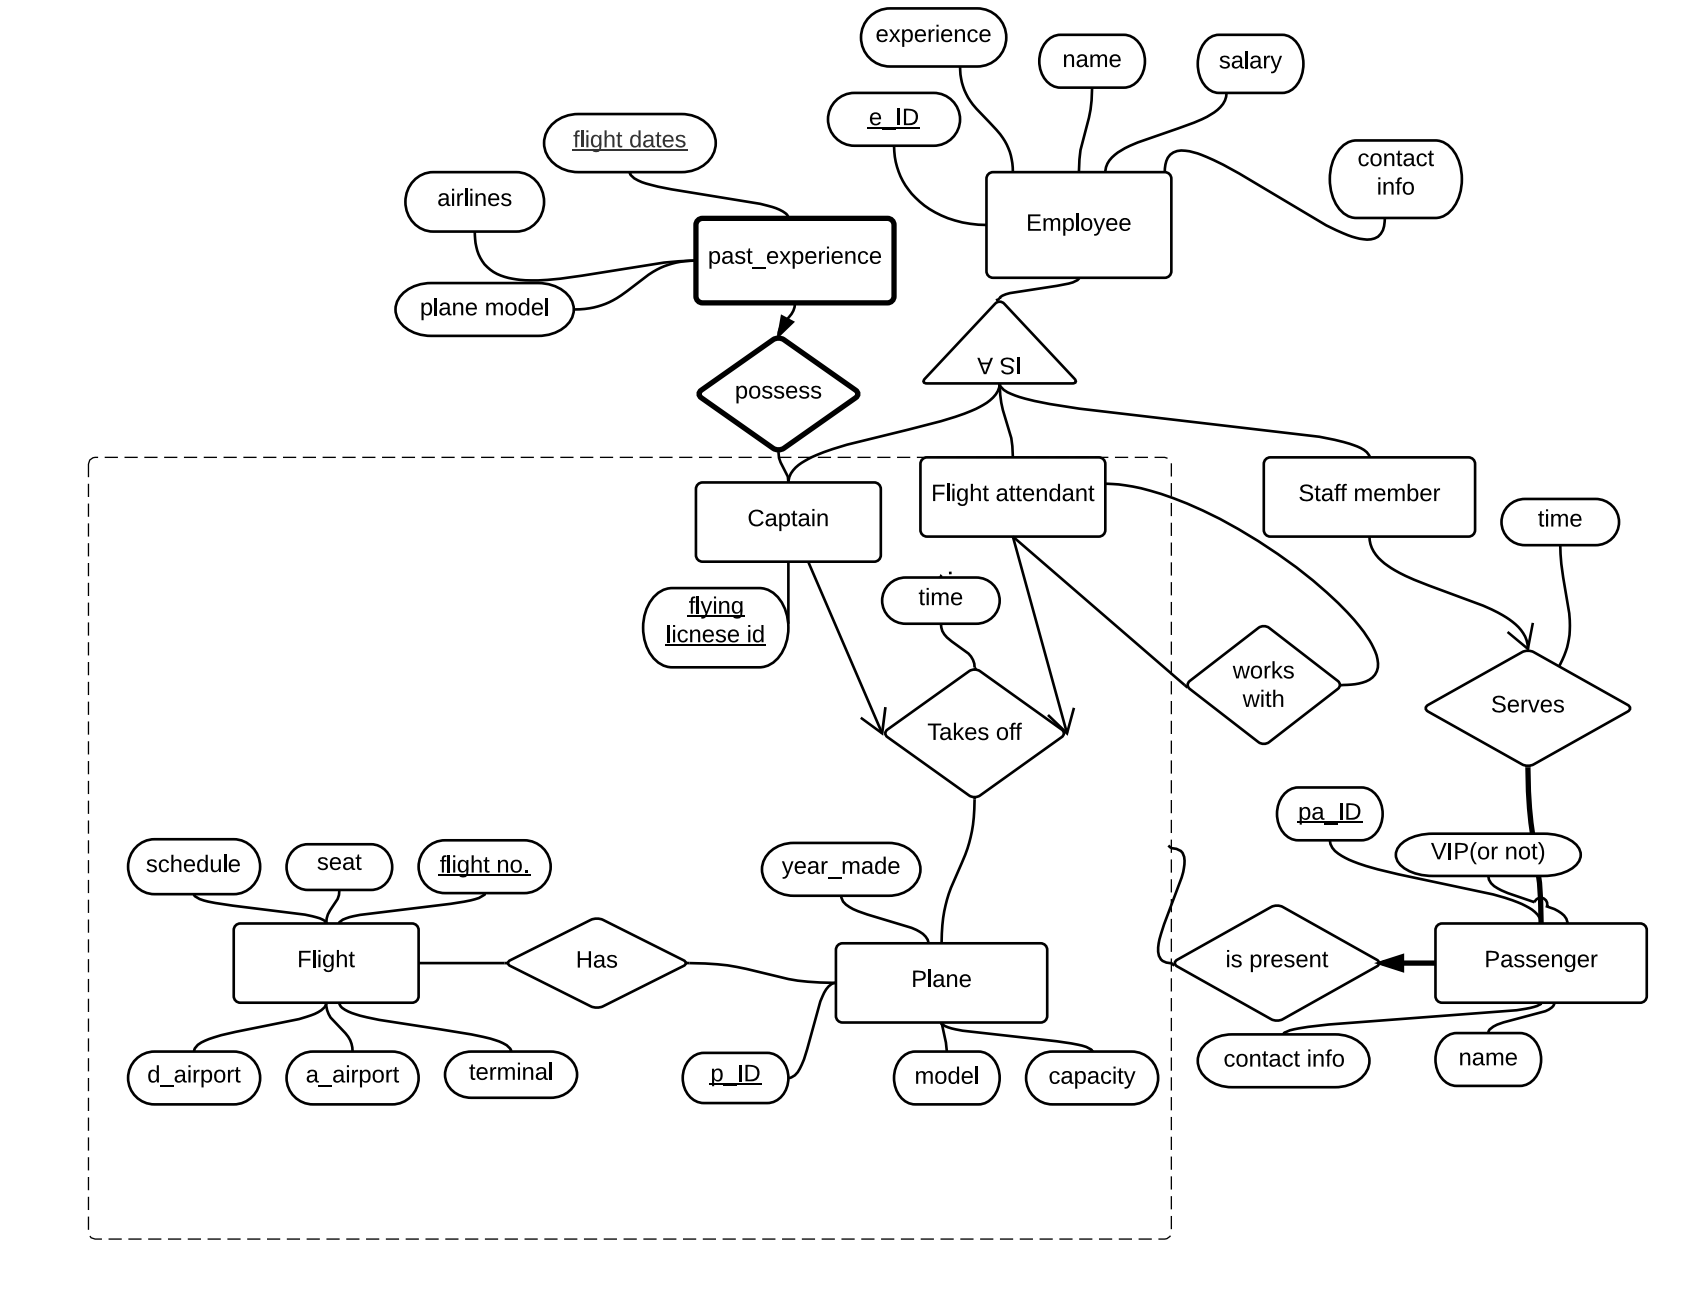 experience
name
salary
e_ID
flight dates
contact
info
airlines
Employee
past_experience
plane model
IS A
possess
Flight attendant
Staff member
Captain
time
time
flying
licnese id
works
with
Serves
Takes off
pa_ID
VIP(or not)
schedule
seat
flight no.
year_made
Flight
Has
Plane
is present
Passenger
d_airport
a_airport
terminal
p_ID
model
capacity
contact info
name